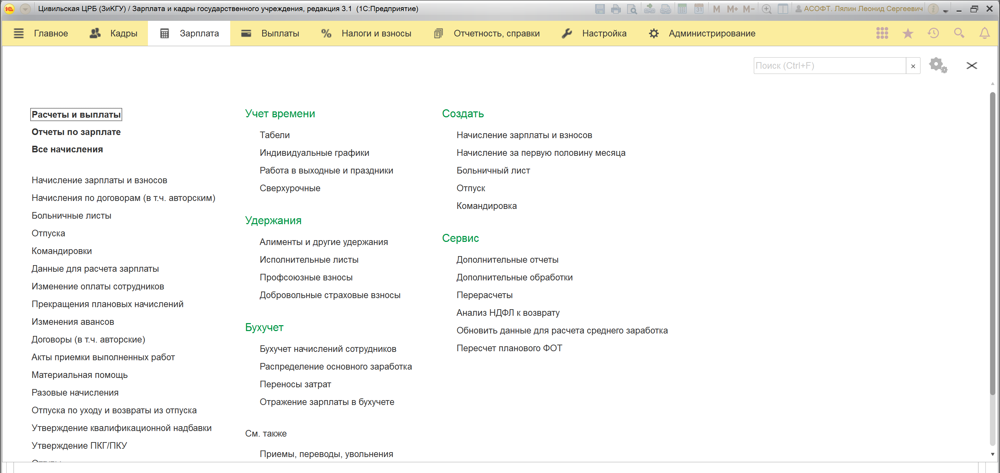 Цивильская ЦРБ (ЗиКГУ) / Зарплата и кадры государственного учреждения, редакция 3.1 (1С:Предприятие)
M M+ M-
АСОФТ. Лялин Леонид Сергеевич
Главное
Кадры
Зарплата
Выплаты
Налоги и взносы
Отчетность, справки
Настройка
Администрирование
Поиск (Ctrl+F)
Расчеты и выплаты
Отчеты по зарплате
Все начисления
Начисление зарплаты и взносов
Начисления по договорам (в т.ч. авторским)
Больничные листы
Отпуска
Командировки
Данные для расчета зарплаты
Изменение оплаты сотрудников
Прекращения плановых начислений
Изменения авансов
Договоры (в т.ч. авторские)
Акты приемки выполненных работ
Материальная помощь
Разовые начисления
Отпуска по уходу и возвраты из отпуска
Утверждение квалификационной надбавки
Утверждение ПКГ/ПКУ
Учет времени
Табели
Индивидуальные графики
Работа в выходные и праздники
Сверхурочные
Удержания
Алименты и другие удержания
Исполнительные листы
Профсоюзные взносы
Добровольные страховые взносы
Бухучет
Бухучет начислений сотрудников
Распределение основного заработка
Переносы затрат
Отражение зарплаты в бухучете
См. также
Приемы, переводы, увольнения
Создать
Начисление зарплаты и взносов
Начисление за первую половину месяца
Больничный лист
Отпуск
Командировка
Сервис
Дополнительные отчеты
Дополнительные обработки
Перерасчеты
Анализ НДФЛ к возврату
Обновить данные для расчета среднего заработка
Пересчет планового ФОТ